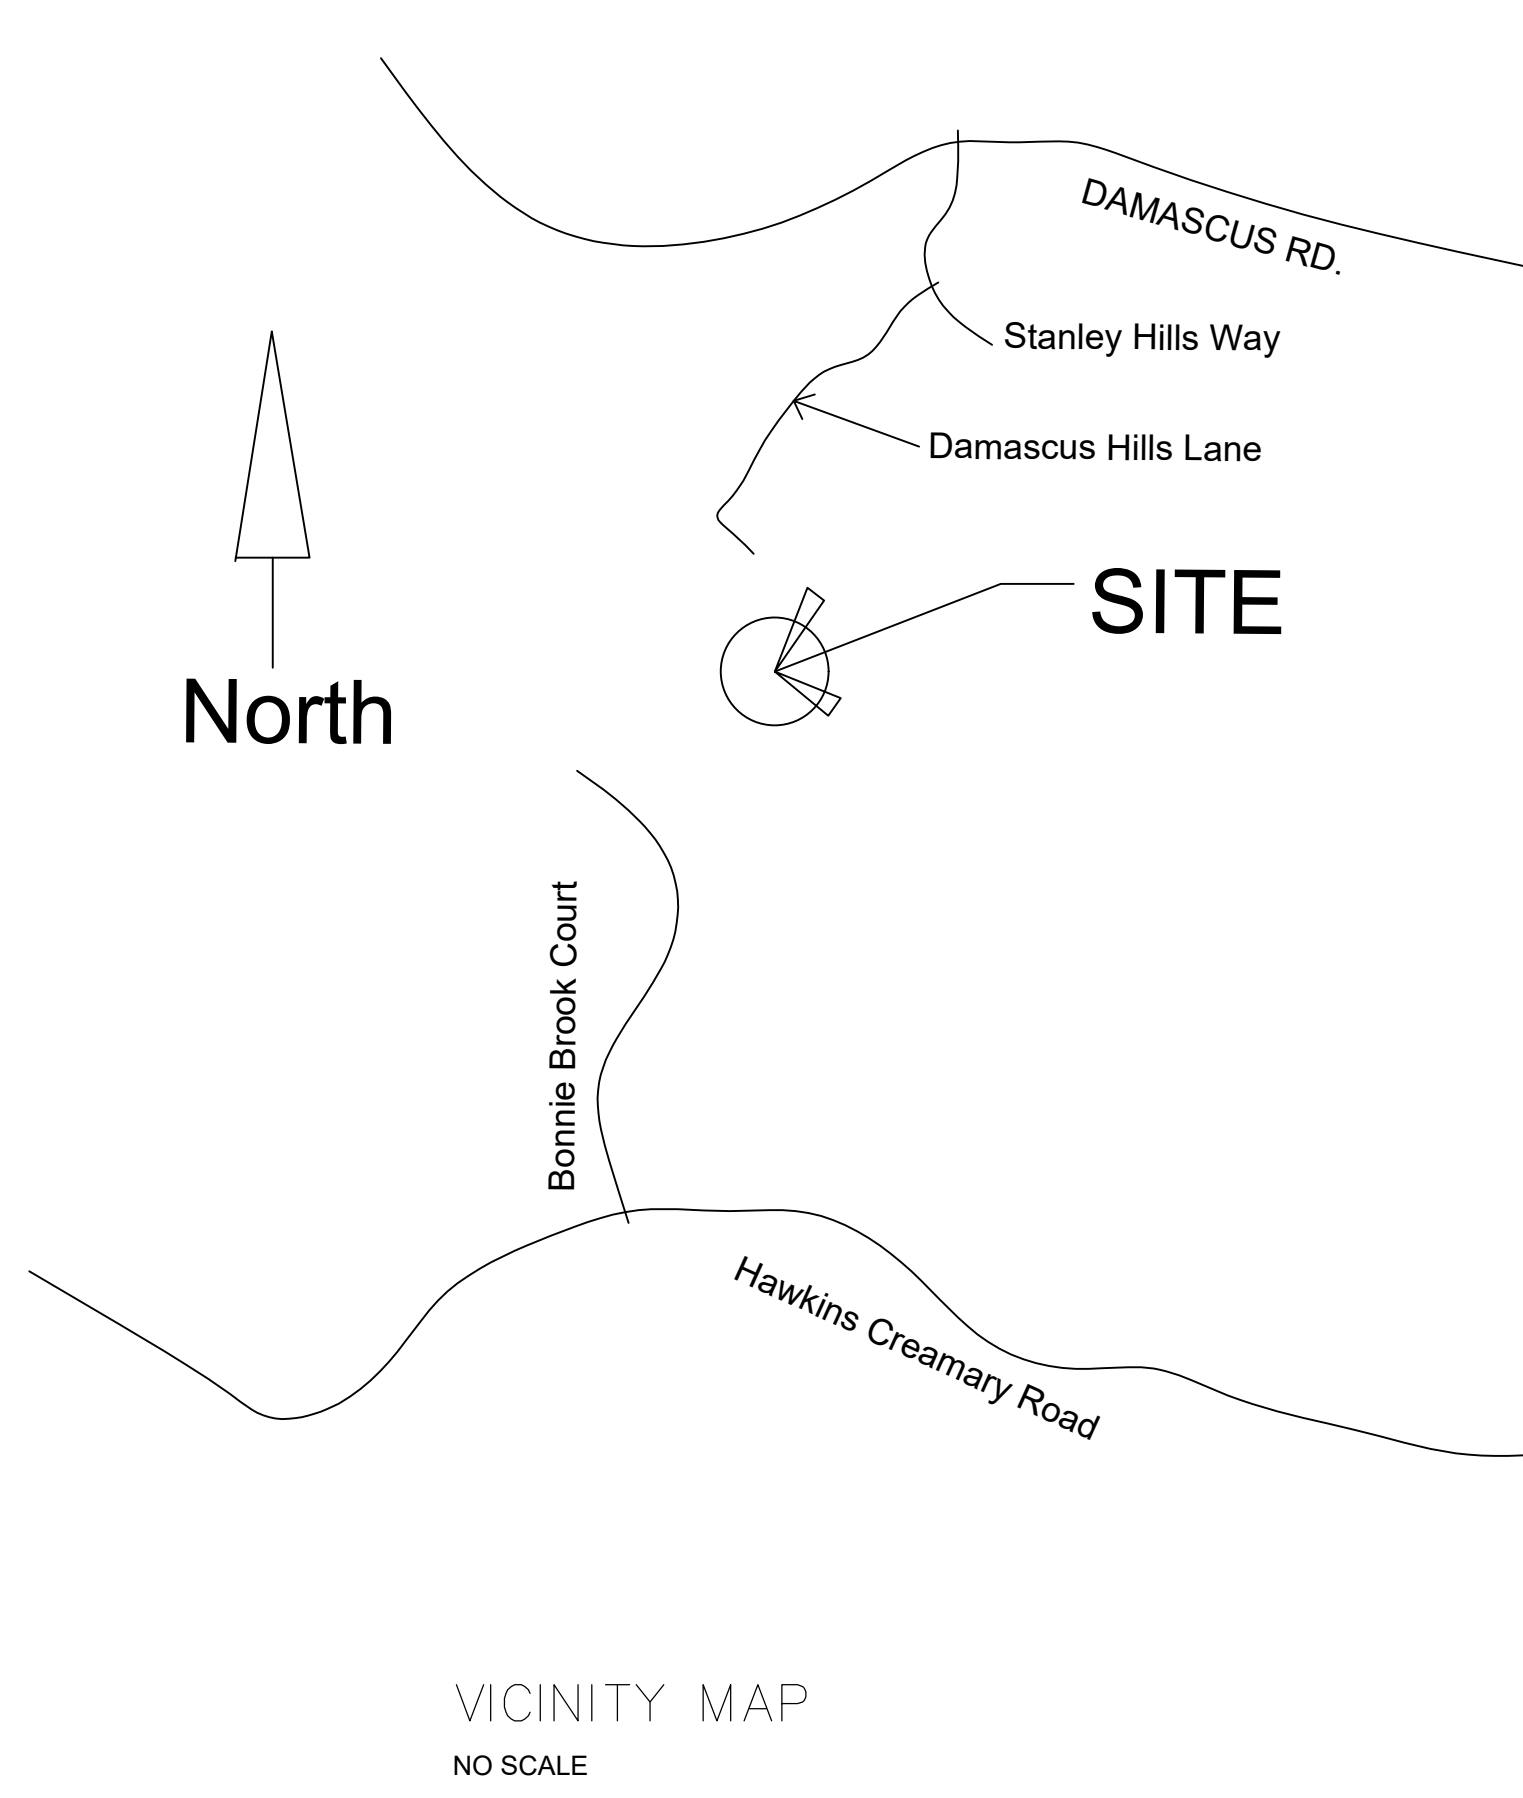 DAMASCUS RD.
Stanley Hills Way
Damascus Hills Lane
SITE
North
Bonnie Brook Court
Hawkins Creamary Road
VICINITY MAP
NO SCALE